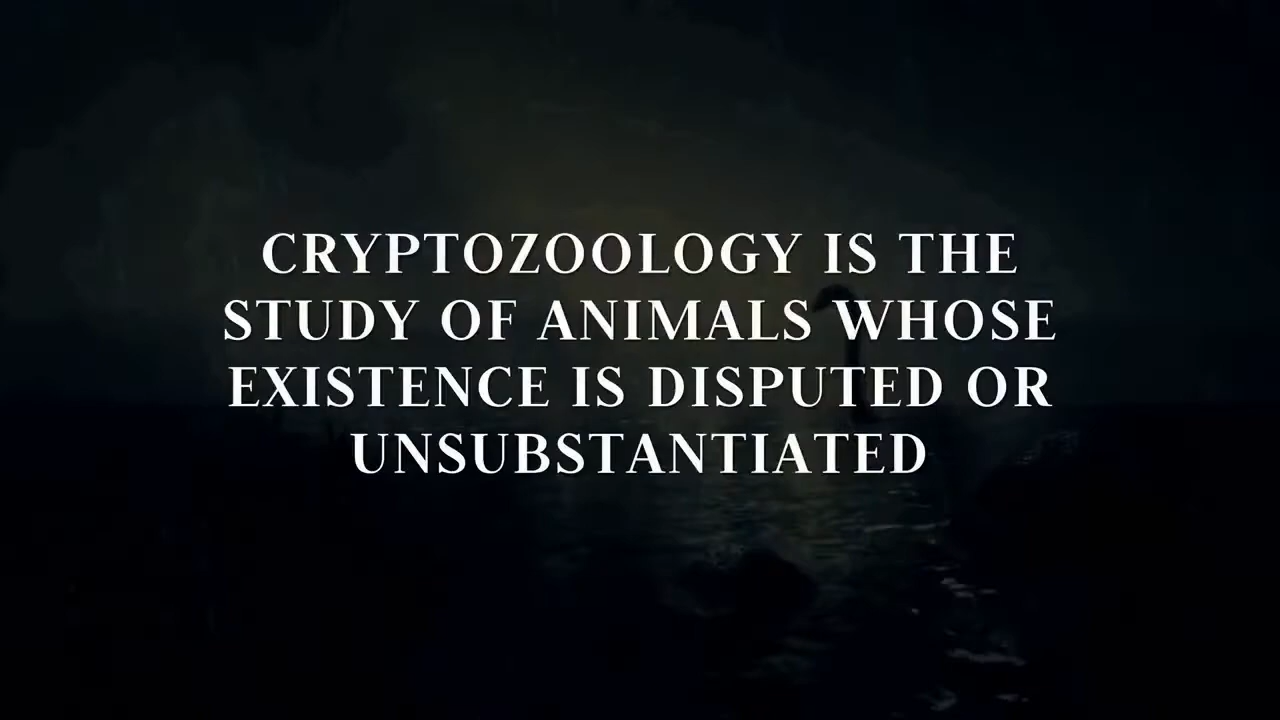 CRYPTOZOOLOGY IS THE
STUDY OF ANIMALS WHOSE
EXISTENCE IS DISPUTED OR
UNSUBSTANTIATED